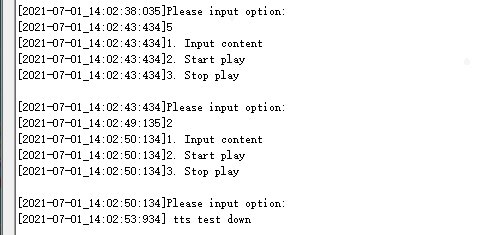 [2021-07-01_14:02:38:035]Please input option:
[2021-07-01_14:02:43:434]5
[2021-07-01_14:02:43:434]1. Input content
[2021-07-01_14:02:43:434]2. Start play
[2021-07-01_14:02:43:434]3. Stop play
[2021-07-01_14:02:43:434]Please input option:
[2021-07-01_14:02:49:135]2
[2021-07-01_14:02:50:134]1. Input content
[2021-07-01_14:02:50:134]2. Start play
[2021-07-01_14:02:50:134]3. Stop play
[2021-07-01_14:02:50:134]Please input option:
[2021-07-01_14:02:53:934] tts test down